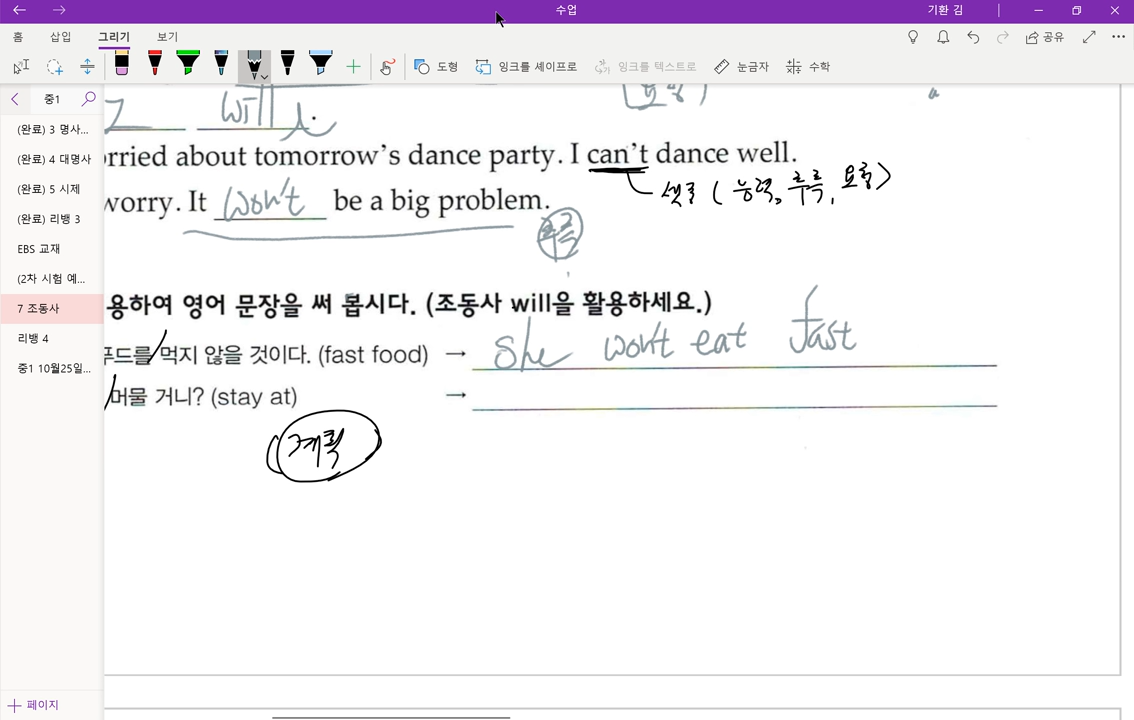 수업
기환 김
홈 삽입 그리기 보기
도형 잉크를 셰이프로 잉크를 텍스트로 눈금자 수학 공유
중1
(완료) 3 명사...
(완료) 4 대명사
(완료) 5 시제
(완료) 리뱅 3
EBS 교재
(2차 시험 예...
7 조동사
리뱅 4
중1 10월25일...
페이지
will
rried about tomorrow's dance party. I can't dance well.
셋 다 ( 능력, 추측, 요청)
worry. It won't be a big problem.
추측
용하여 영어 문장을 써 봅시다. (조동사 will을 활용하세요.)
푸드를 먹지 않을 것이다. (fast food) → she won't eat fast
머물 거니? (stay at) →
계획